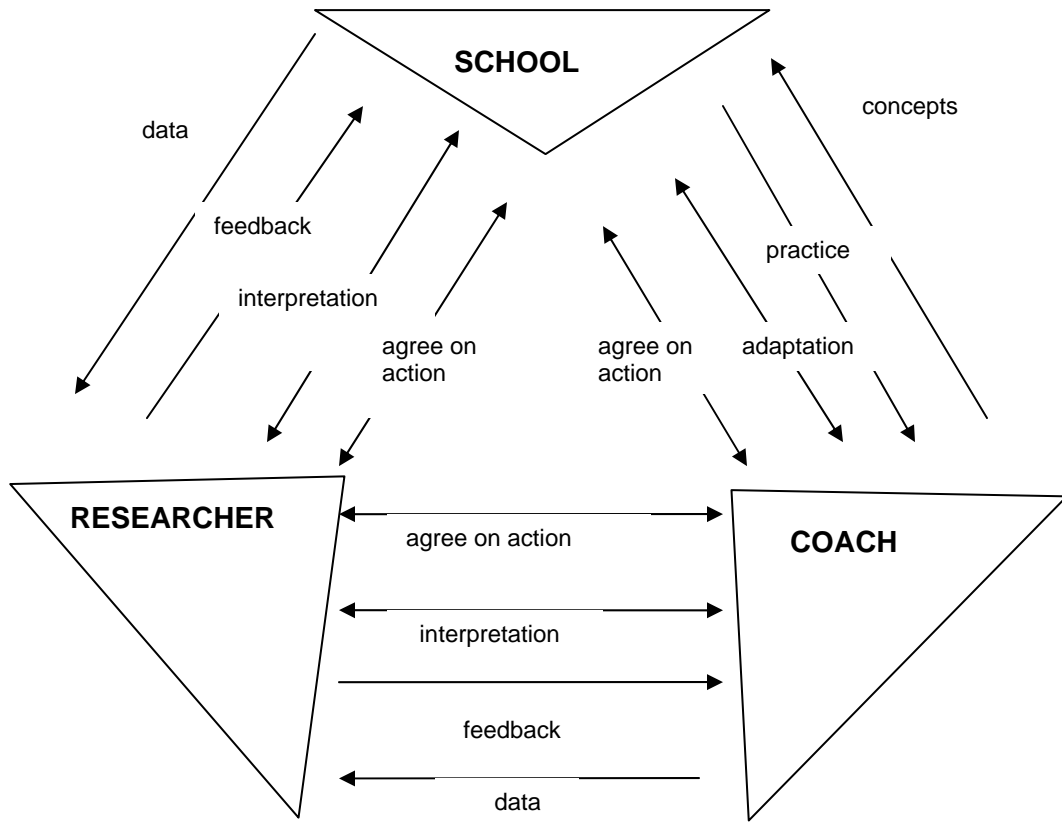 SCHOOL
data
concepts
feedback
practice
interpretation
agree on
action
agree on
action
adaptation
RESEARCHER
COACH
agree on action
interpretation
feedback
data